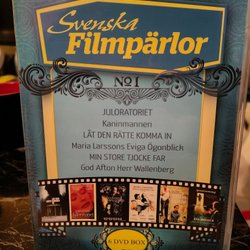 Svenska
Filmpärlor
No 1
JULORATORIET
Kaninmannen
LÅT DEN RÄTTE KOMMA IN
Maria Larssons Eviga Ögonblick
MIN STORE TJOCKE FAR
God Afton Herr Wallenberg
6 DVD BOX